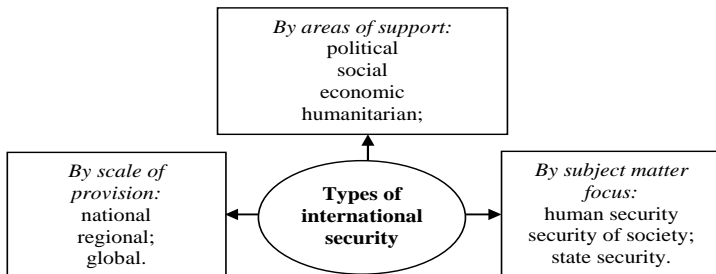 By areas of support:
political
social
economic
humanitarian;
By scale of
provision:
national
regional;
global.
Types of
international
security
By subject matter
focus:
human security
security of society;
state security.